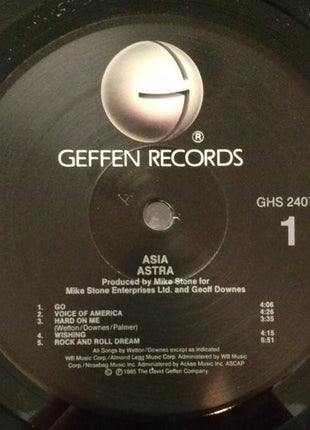 ®
GEFFEN RECORDS
GHS 2407
1
ASIA
ASTRA
Produced by Mike Stone for
Mike Stone Enterprises Ltd. and Geoff Downes
1. GO 4:06
2. VOICE OF AMERICA 4:26
3. HARD ON ME 3:35
(Wetton/Downes/Palmer)
4. WISHING 4:15
5. ROCK AND ROLL DREAM 6:51
All Songs by Wetton/Downes except as indicated
WB Music Corp./Almond Legg Music Corp. Administered by WB Music
Corp./Nosebag Music Inc. Administered by Ackee Music Inc. ASCAP
℗ 1985 The David Geffen Company